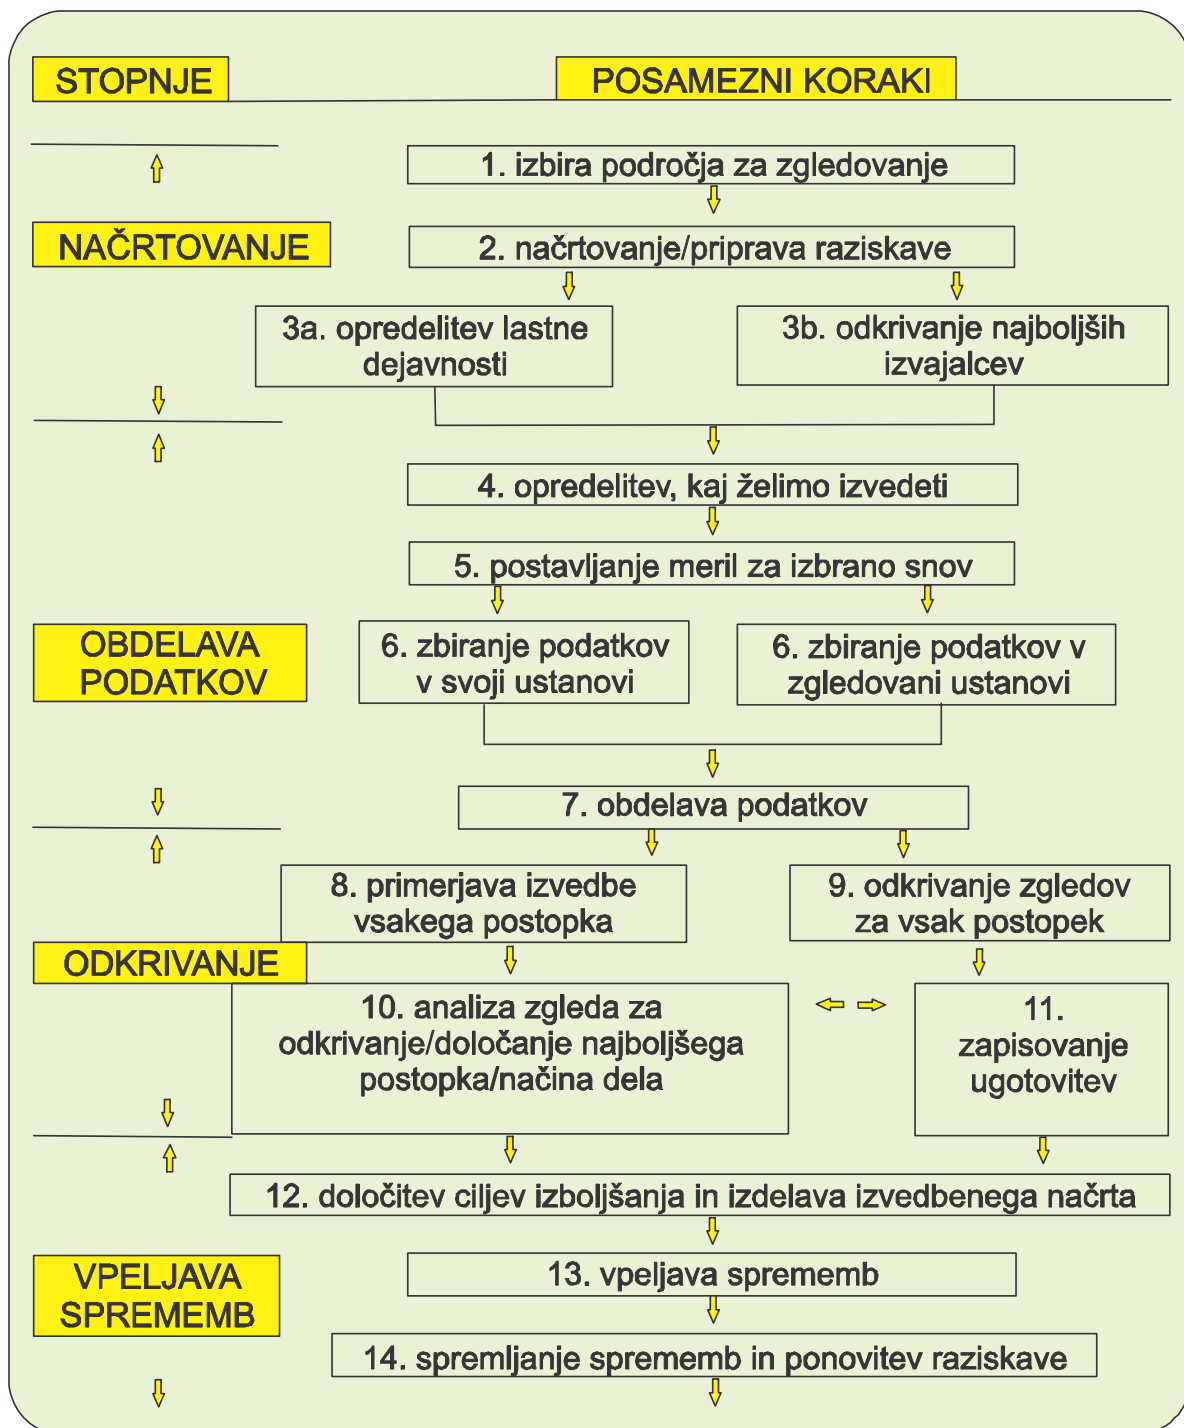 STOPNJE
POSAMEZNI KORAKI
1. izbira področja za zgledovanje
NAČRTOVANJE
2. načrtovanje/priprava raziskave
3a. opredelitev lastne
dejavnosti
3b. odkrivanje najboljših
izvajalcev
4. opredelitev, kaj želimo izvedeti
5. postavljanje meril za izbrano snov
OBDELAVA
PODATKOV
6. zbiranje podatkov
v svoji ustanovi
6. zbiranje podatkov v
zgledovani ustanovi
7. obdelava podatkov
8. primerjava izvedbe
vsakega postopka
9. odkrivanje zgledov
za vsak postopek
ODKRIVANJE
10. analiza zgleda za
odkrivanje/določanje najboljšega
postopka/načina dela
11.
zapisovanje
ugotovitev
12. določitev ciljev izboljšanja in izdelava izvedbenega načrta
VPELJAVA
SPREMEMB
13. vpeljava sprememb
14. spremljanje sprememb in ponovitev raziskave